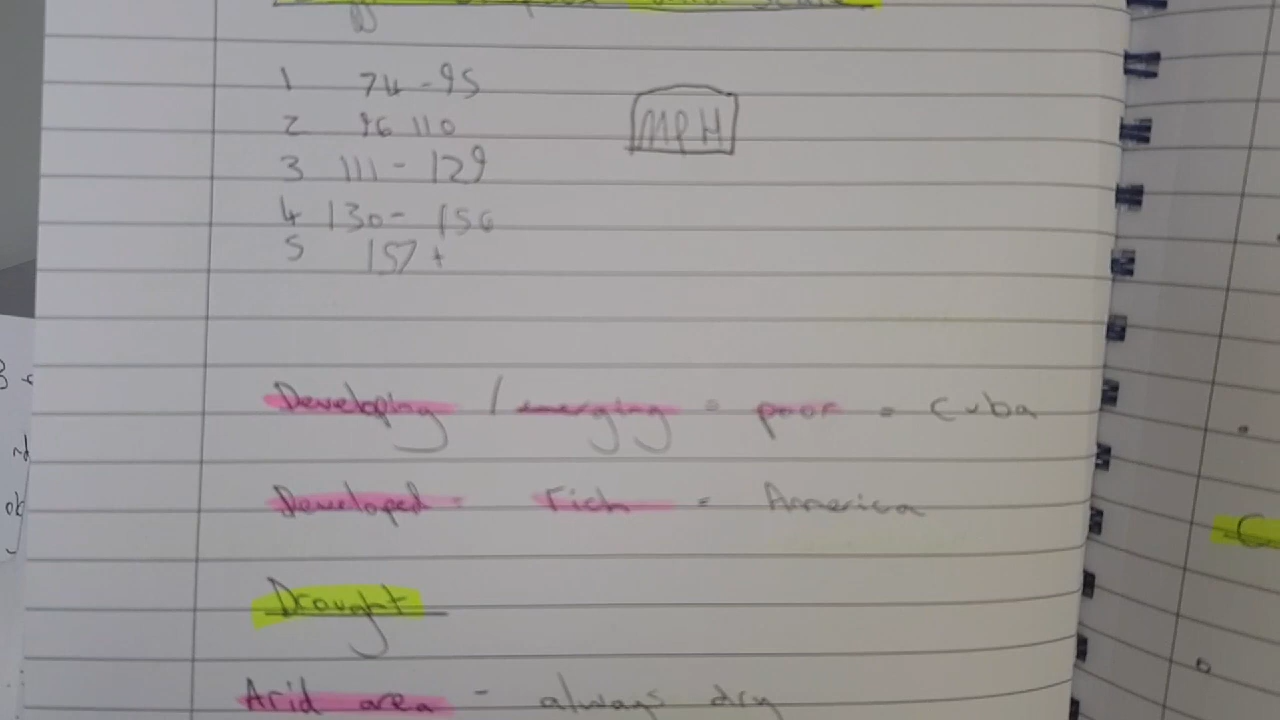 1 74-95
MPH
2 96 110
3 111 - 129
4 130 - 156
5 157 +
Developing / emerging = poor = Cuba
Developed = rich = America
Drought
Arid area - always dry